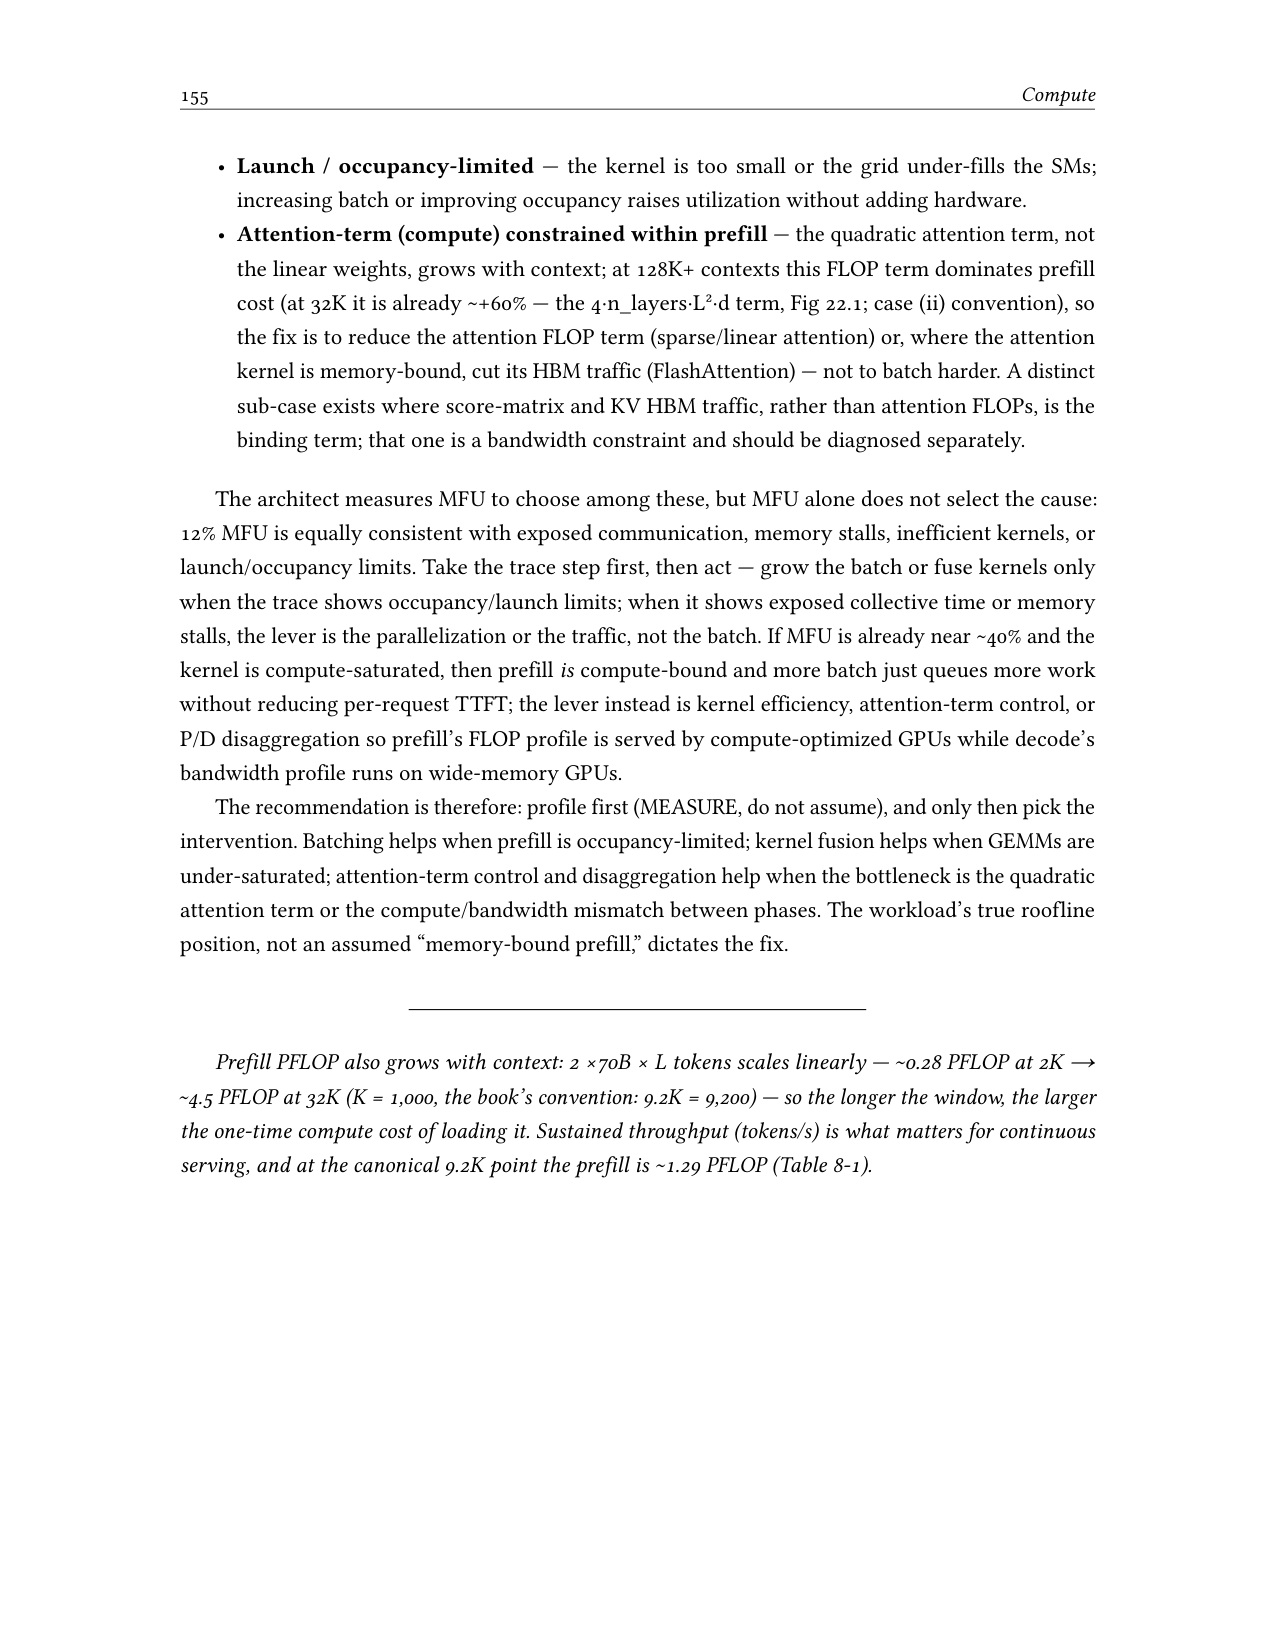 155 Compute
• Launch / occupancy-limited — the kernel is too small or the grid under-fills the SMs;
increasing batch or improving occupancy raises utilization without adding hardware.
• Attention-term (compute) constrained within prefill — the quadratic attention term, not
the linear weights, grows with context; at 128K+ contexts this FLOP term dominates prefill
cost (at 32K it is already ~+60% — the 4·n_layers·L²·d term, Fig 22.1; case (ii) convention), so
the fix is to reduce the attention FLOP term (sparse/linear attention) or, where the attention
kernel is memory-bound, cut its HBM traffic (FlashAttention) — not to batch harder. A distinct
sub-case exists where score-matrix and KV HBM traffic, rather than attention FLOPs, is the
binding term; that one is a bandwidth constraint and should be diagnosed separately.
The architect measures MFU to choose among these, but MFU alone does not select the cause:
12% MFU is equally consistent with exposed communication, memory stalls, inefficient kernels, or
launch/occupancy limits. Take the trace step first, then act — grow the batch or fuse kernels only
when the trace shows occupancy/launch limits; when it shows exposed collective time or memory
stalls, the lever is the parallelization or the traffic, not the batch. If MFU is already near ~40% and the
kernel is compute-saturated, then prefill is compute-bound and more batch just queues more work
without reducing per-request TTFT; the lever instead is kernel efficiency, attention-term control, or
P/D disaggregation so prefill’s FLOP profile is served by compute-optimized GPUs while decode’s
bandwidth profile runs on wide-memory GPUs.
The recommendation is therefore: profile first (MEASURE, do not assume), and only then pick the
intervention. Batching helps when prefill is occupancy-limited; kernel fusion helps when GEMMs are
under-saturated; attention-term control and disaggregation help when the bottleneck is the quadratic
attention term or the compute/bandwidth mismatch between phases. The workload’s true roofline
position, not an assumed “memory-bound prefill,” dictates the fix.
Prefill PFLOP also grows with context: 2 ×70B × L tokens scales linearly — ~0.28 PFLOP at 2K →
~4.5 PFLOP at 32K (K = 1,000, the book’s convention: 9.2K = 9,200) — so the longer the window, the larger
the one-time compute cost of loading it. Sustained throughput (tokens/s) is what matters for continuous
serving, and at the canonical 9.2K point the prefill is ~1.29 PFLOP (Table 8-1).